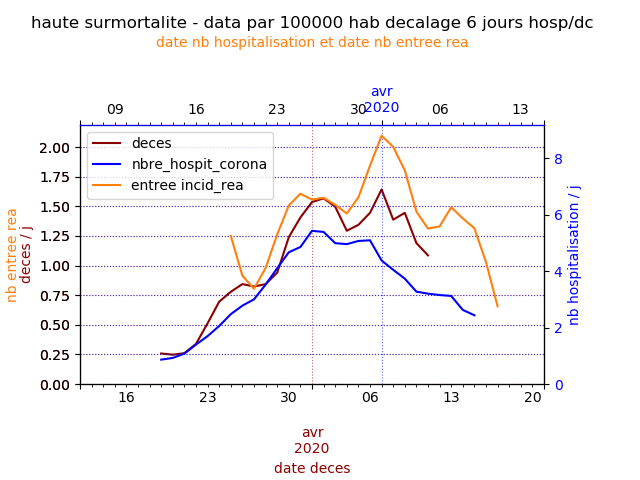 haute surmortalite - data par 100000 hab decalage 6 jours hosp/dc
date nb hospitalisation et date nb entree rea
avr
2020
09 16 23 30 06 13
deces
nbre_hospit_corona
entree incid_rea
2.00
1.75
1.50
1.25
1.00
0.75
0.50
0.25
0.00
nb entree rea
deces / j
8
6
4
2
0
nb hospitalisation / j
16 23 30 06 13 20
avr
2020
date deces